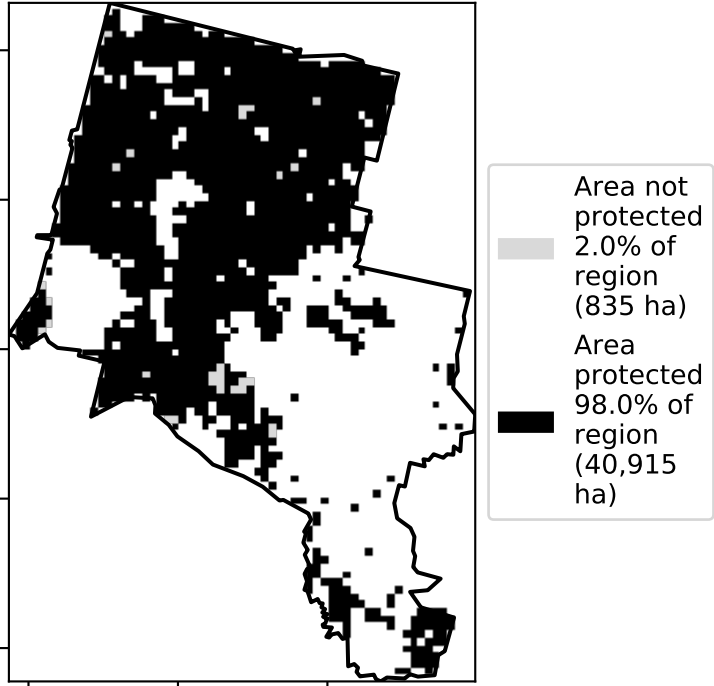 Area not
protected
2.0% of
region
(835 ha)
Area
protected
98.0% of
region
(40,915
ha)